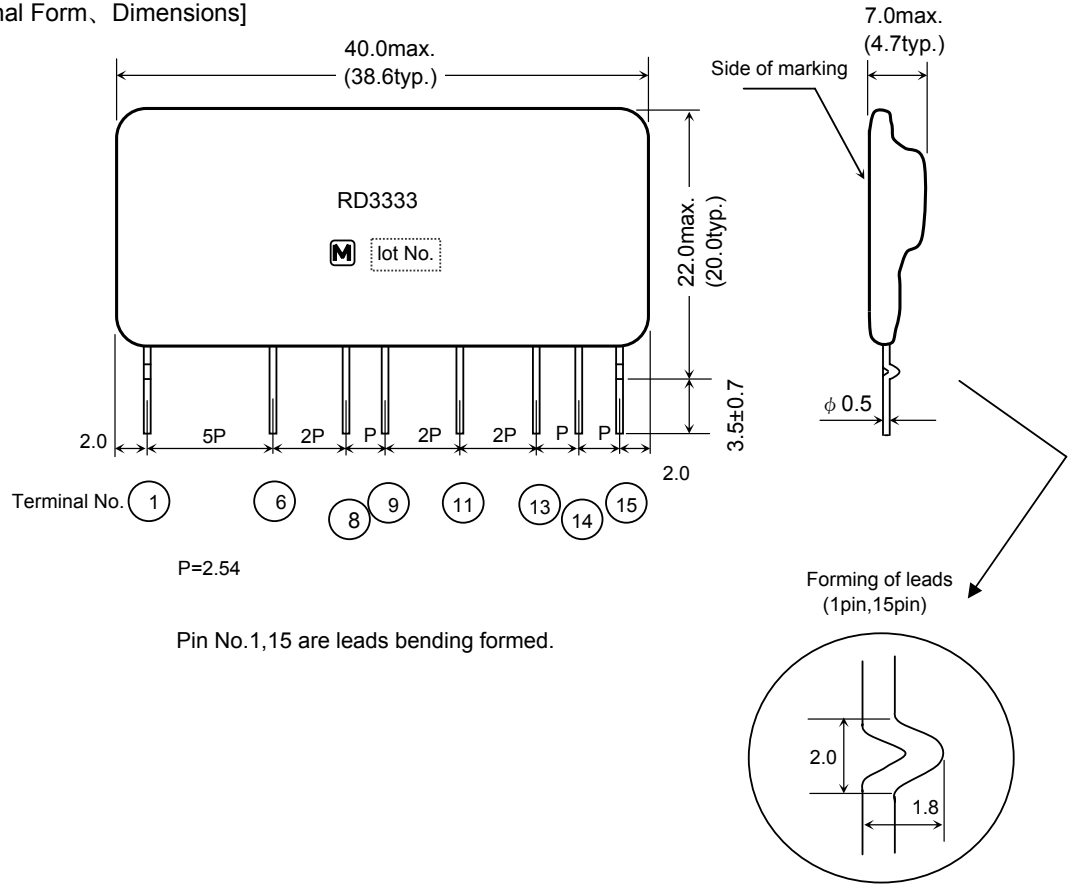 nal Form、Dimensions]
40.0max.
(38.6typ.)
7.0max.
(4.7typ.)
Side of marking
RD3333
M lot No.
22.0max.
(20.0typ.)
3.5±0.7
φ 0.5
2.0 5P 2P P 2P 2P P P 2.0
Terminal No. 1 6 8 9 11 13 14 15
P=2.54
Pin No.1,15 are leads bending formed.
Forming of leads
(1pin,15pin)
2.0
1.8